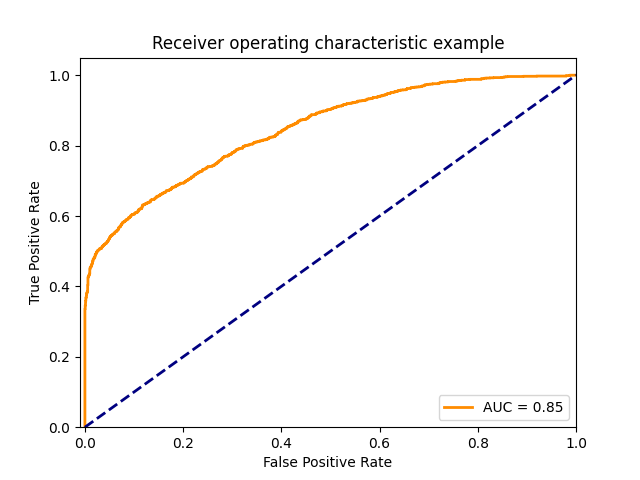 Receiver operating characteristic example
True Positive Rate
1.0
0.8
0.6
0.4
0.2
0.0
AUC = 0.85
0.0 0.2 0.4 0.6 0.8 1.0
False Positive Rate